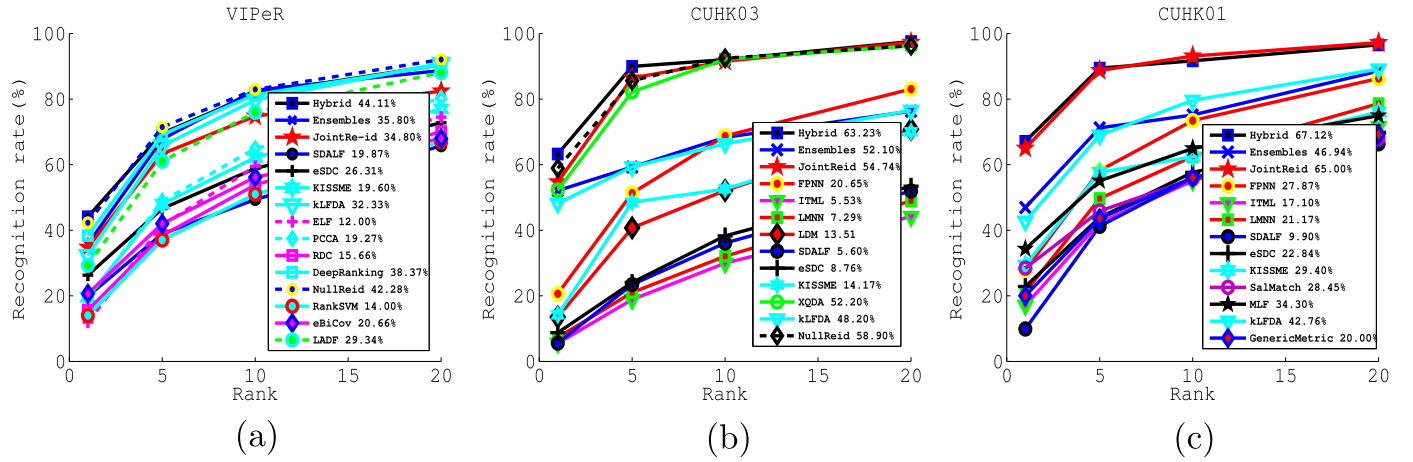 VIPeR
Recognition rate(%)
100
80
60
40
20
0
Hybrid 44.11%
Ensembles 35.80%
JointRe-id 34.80%
SDALF 19.87%
eSDC 26.31%
KISSME 19.60%
kLFDA 32.33%
ELF 12.00%
PCCA 19.27%
RDC 15.66%
DeepRanking 38.37%
NullReid 42.28%
RankSVM 14.00%
eBiCov 20.66%
LADF 29.34%
0 5 10 15 20
Rank
(a)
CUHK03
Recognition rate(%)
100
80
60
40
20
0
Hybrid 63.23%
Ensembles 52.10%
JointReid 54.74%
FPNN 20.65%
ITML 5.53%
LMNN 7.29%
LDM 13.51
SDALF 5.60%
eSDC 8.76%
KISSME 14.17%
XQDA 52.20%
kLFDA 48.20%
NullReid 58.90%
0 5 10 15 20
Rank
(b)
CUHK01
Recognition rate(%)
100
80
60
40
20
0
Hybrid 67.12%
Ensembles 46.94%
JointReid 65.00%
FPNN 27.87%
ITML 17.10%
LMNN 21.17%
SDALF 9.90%
eSDC 22.84%
KISSME 29.40%
SalMatch 28.45%
MLF 34.30%
kLFDA 42.76%
GenericMetric 20.00%
0 5 10 15 20
Rank
(c)